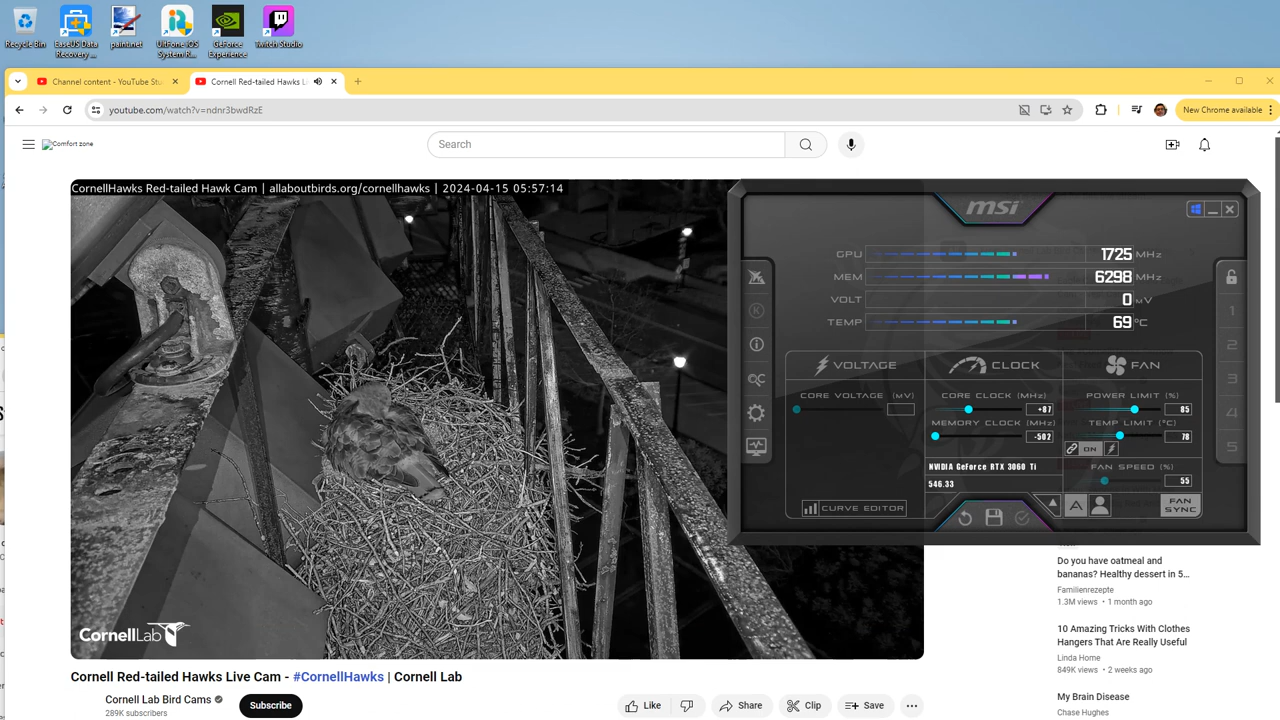 Recycle Bin
EaseUS Data Recovery ...
paint.net
UltFone iOS System R...
GeForce Experience
Twitch Studio
Channel content - YouTube Stu
Cornell Red-tailed Hawks Li
youtube.com/watch?v=ndnr3bwdRzE
New Chrome available
Comfort zone
Search
CornellHawks Red-tailed Hawk Cam | allaboutbirds.org/cornellhawks | 2024-04-15 05:57:14
msi
GPU 1725 MHz
MEM 6298 MHz
VOLT 0 mV
TEMP 69 °C
K
1
2
3
4
5
VOLTAGE
CORE VOLTAGE (MV)
CURVE EDITOR
CLOCK
CORE CLOCK (MHz)
+87
MEMORY CLOCK (MHz)
-502
NVIDIA GeForce RTX 3060 Ti
546.33
FAN
POWER LIMIT (%)
85
TEMP LIMIT (°C)
78
ON
FAN SPEED (%)
55
A
FAN SYNC
OC
CornellLab
Do you have oatmeal and
bananas? Healthy dessert in 5...
Familienrezepte
1.3M views • 1 month ago
10 Amazing Tricks With Clothes
Hangers That Are Really Useful
Linda Home
849K views • 2 weeks ago
My Brain Disease
Chase Hughes
Cornell Red-tailed Hawks Live Cam - #CornellHawks | Cornell Lab
Cornell Lab Bird Cams
289K subscribers
Subscribe
Like
Share
Clip
Save